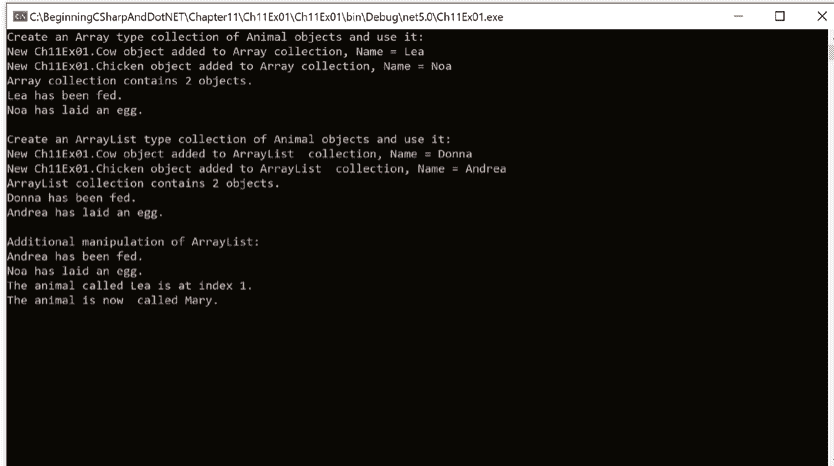 C:\BeginningCSharpAndDotNET\Chapter11\Ch11Ex01\Ch11Ex01\bin\Debug\net5.0\Ch11Ex01.exe
Create an Array type collection of Animal objects and use it:
New Ch11Ex01.Cow object added to Array collection, Name = Lea
New Ch11Ex01.Chicken object added to Array collection, Name = Noa
Array collection contains 2 objects.
Lea has been fed.
Noa has laid an egg.
Create an ArrayList type collection of Animal objects and use it:
New Ch11Ex01.Cow object added to ArrayList  collection, Name = Donna
New Ch11Ex01.Chicken object added to ArrayList  collection, Name = Andrea
ArrayList collection contains 2 objects.
Donna has been fed.
Andrea has laid an egg.
Additional manipulation of ArrayList:
Andrea has been fed.
Noa has laid an egg.
The animal called Lea is at index 1.
The animal is now  called Mary.